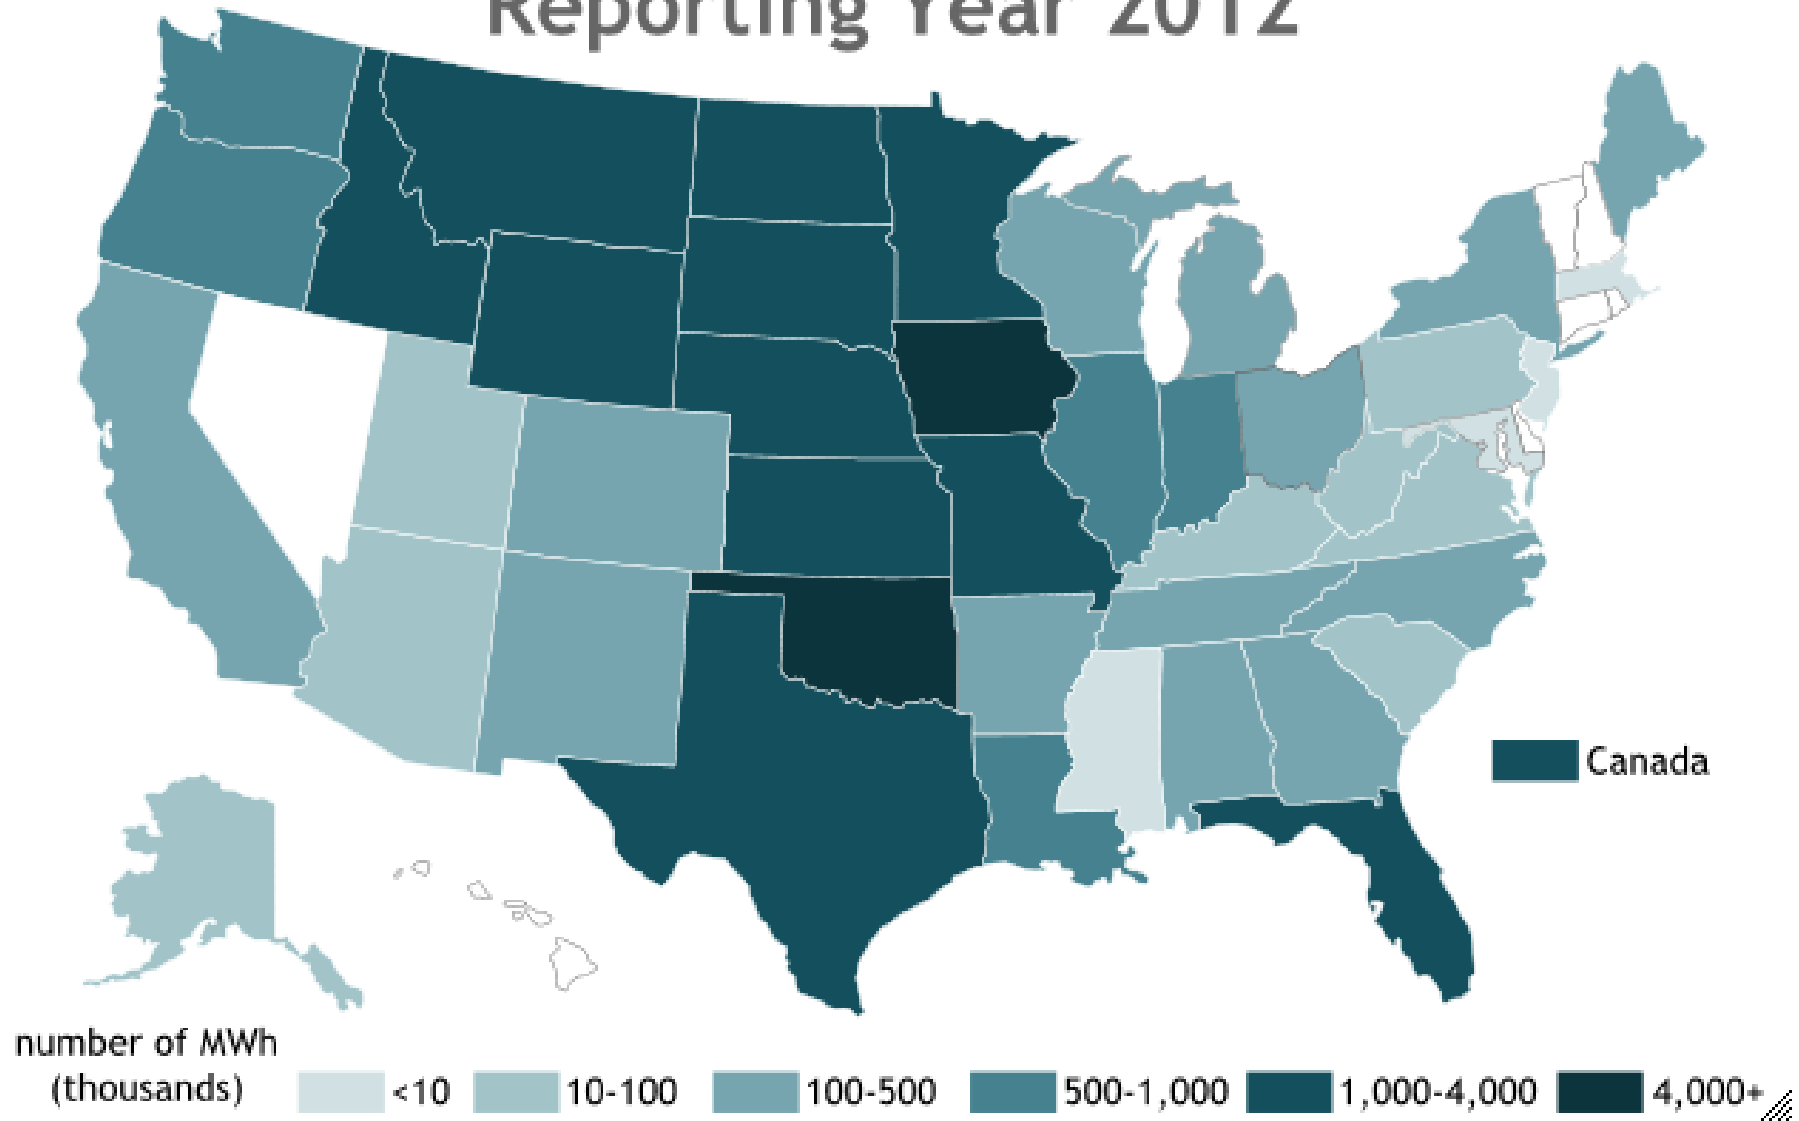 Reporting Year 2012
Canada
number of MWh
(thousands)
<10 10-100 100-500 500-1,000 1,000-4,000 4,000+